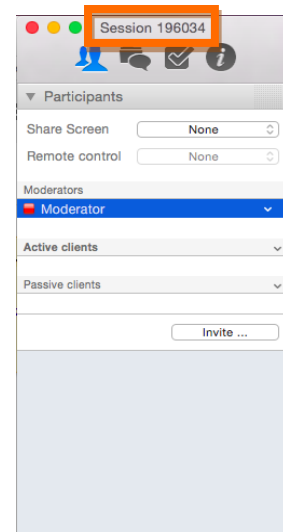 Session 196034
Participants
Share Screen None
Remote control None
Moderators
Moderator
Active clients
Passive clients
Invite ...